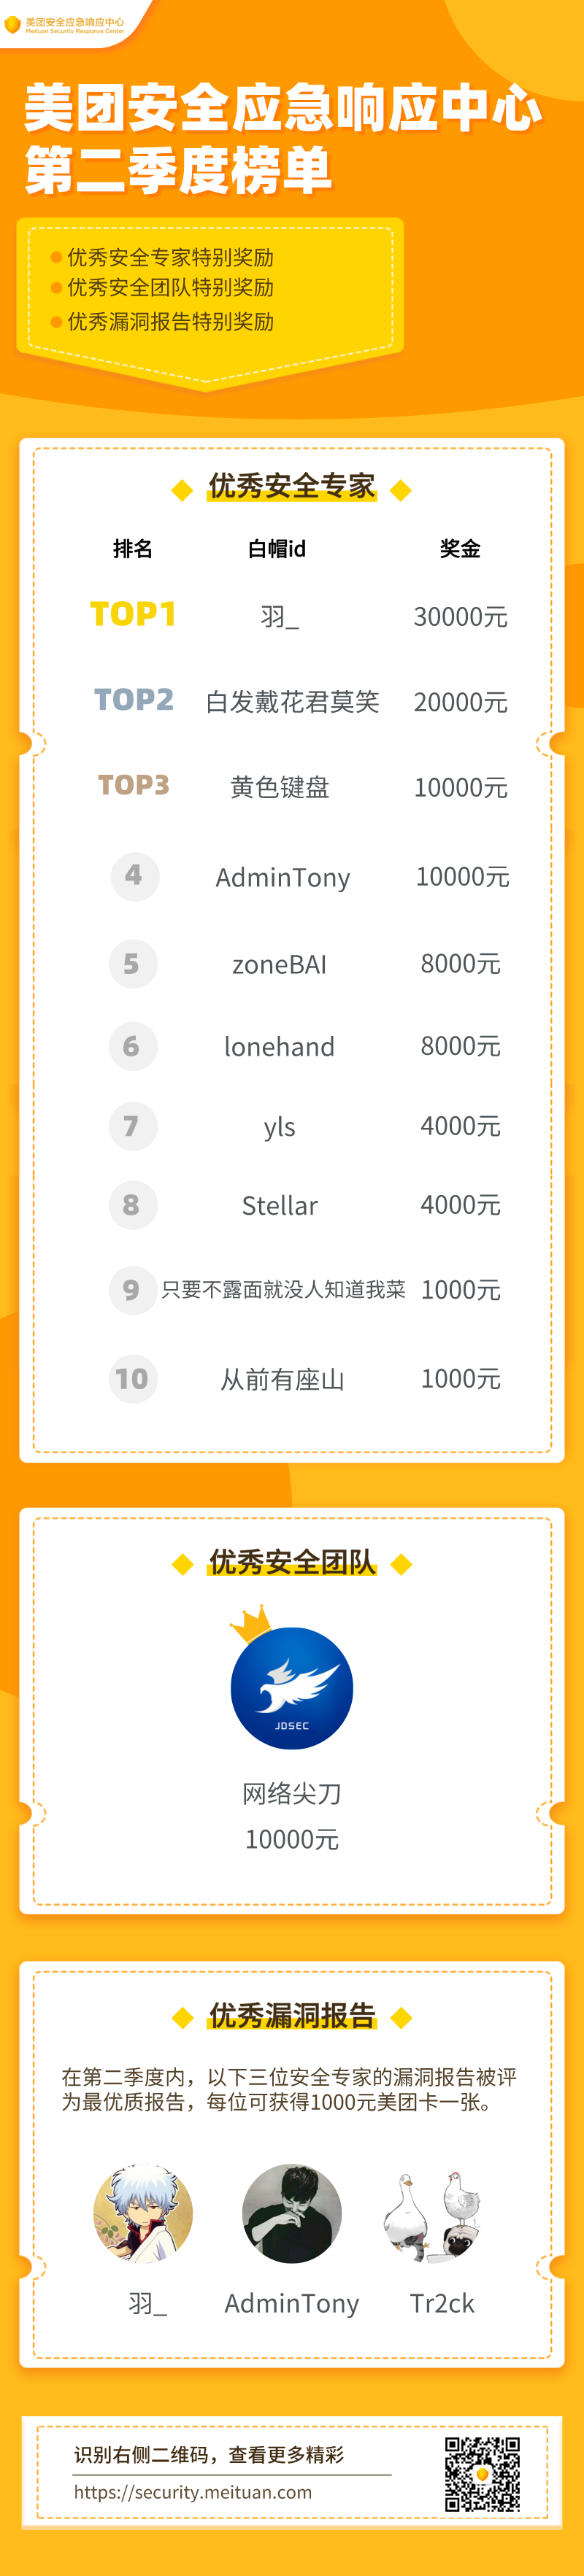 美团安全应急响应中心
Meituan Security Response Center
美团安全应急响应中心
第二季度榜单
优秀安全专家特别奖励
优秀安全团队特别奖励
优秀漏洞报告特别奖励
优秀安全专家
排名 白帽id 奖金
TOP1 羽_ 30000元
TOP2 白发戴花君莫笑 20000元
TOP3 黄色键盘 10000元
4 AdminTony 10000元
5 zoneBAI 8000元
6 lonehand 8000元
7 yls 4000元
8 Stellar 4000元
9 只要不露面就没人知道我菜 1000元
10 从前有座山 1000元
优秀安全团队
JDSEC
网络尖刀
10000元
优秀漏洞报告
在第二季度内，以下三位安全专家的漏洞报告被评
为最优质报告，每位可获得1000元美团卡一张。
羽_ AdminTony Tr2ck
识别右侧二维码，查看更多精彩
https://security.meituan.com